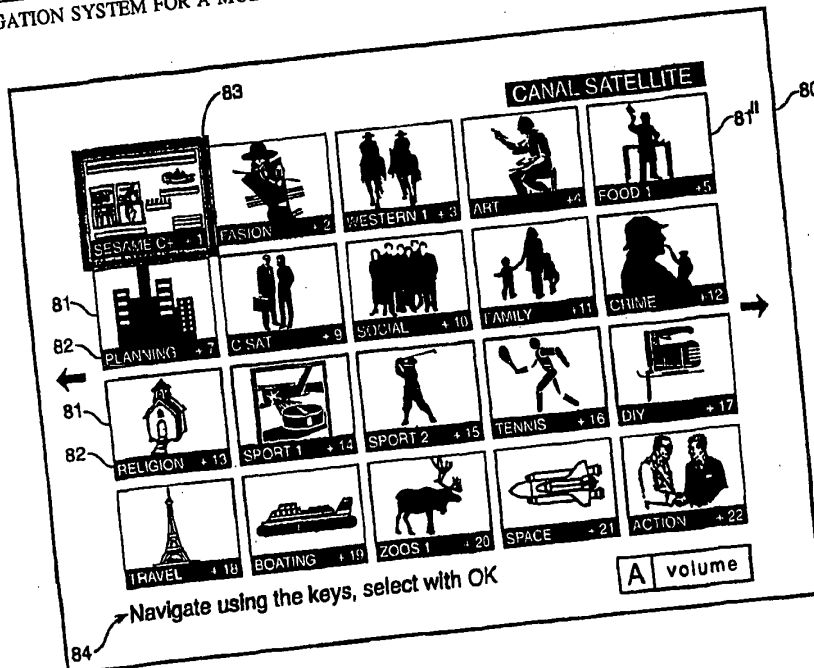 GATION SYSTEM FOR A
83
CANAL SATELLITE
80
81"
SESAME C+ +1
FASION +2
WESTERN 1 +3
ART +4
FOOD 1 +5
81
82
PLANNING +7
C SAT +9
SOCIAL +10
FAMILY +11
CRIME +12
81
82
RELIGION +13
SPORT 1 +14
SPORT 2 +15
TENNIS +16
DIY +17
TRAVEL +18
BOATING +19
ZOOS 1 +20
SPACE +21
ACTION +22
84
Navigate using the keys, select with OK
A volume